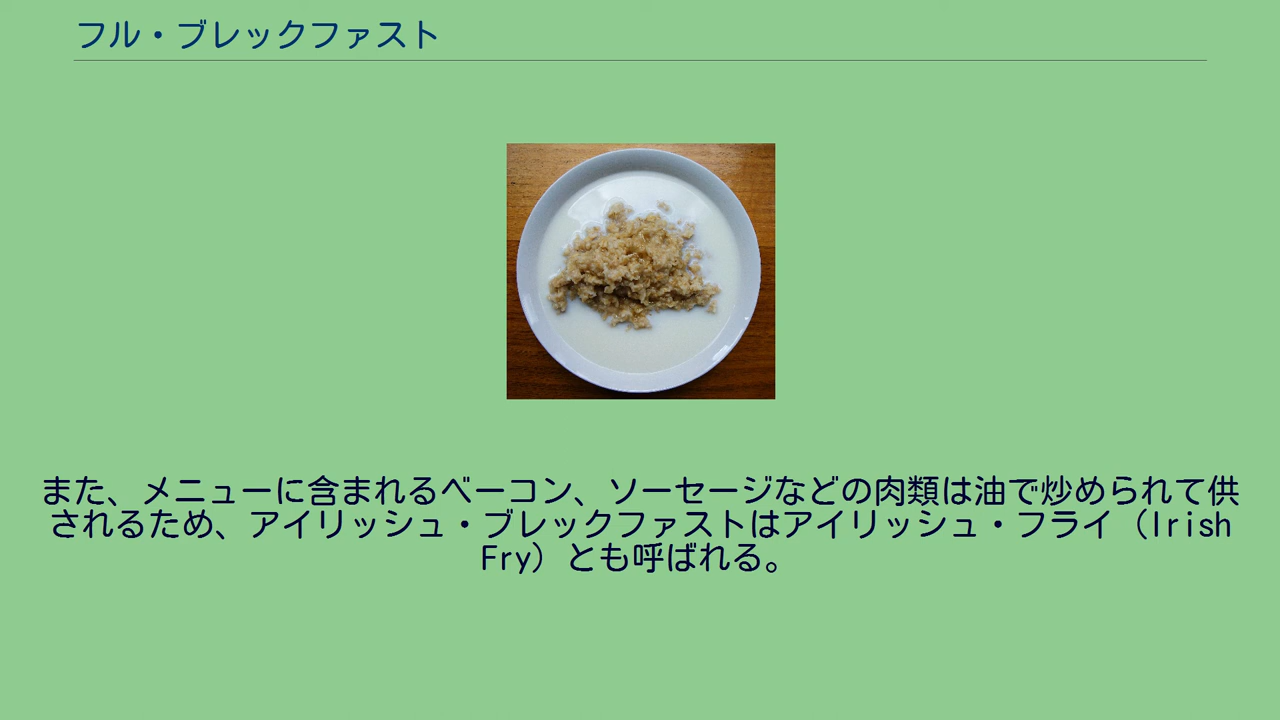 フル・ブレックファスト
また、メニューに含まれるベーコン、ソーセージなどの肉類は油で炒められて供
されるため、アイリッシュ・ブレックファストはアイリッシュ・フライ（Irish
Fry）とも呼ばれる。